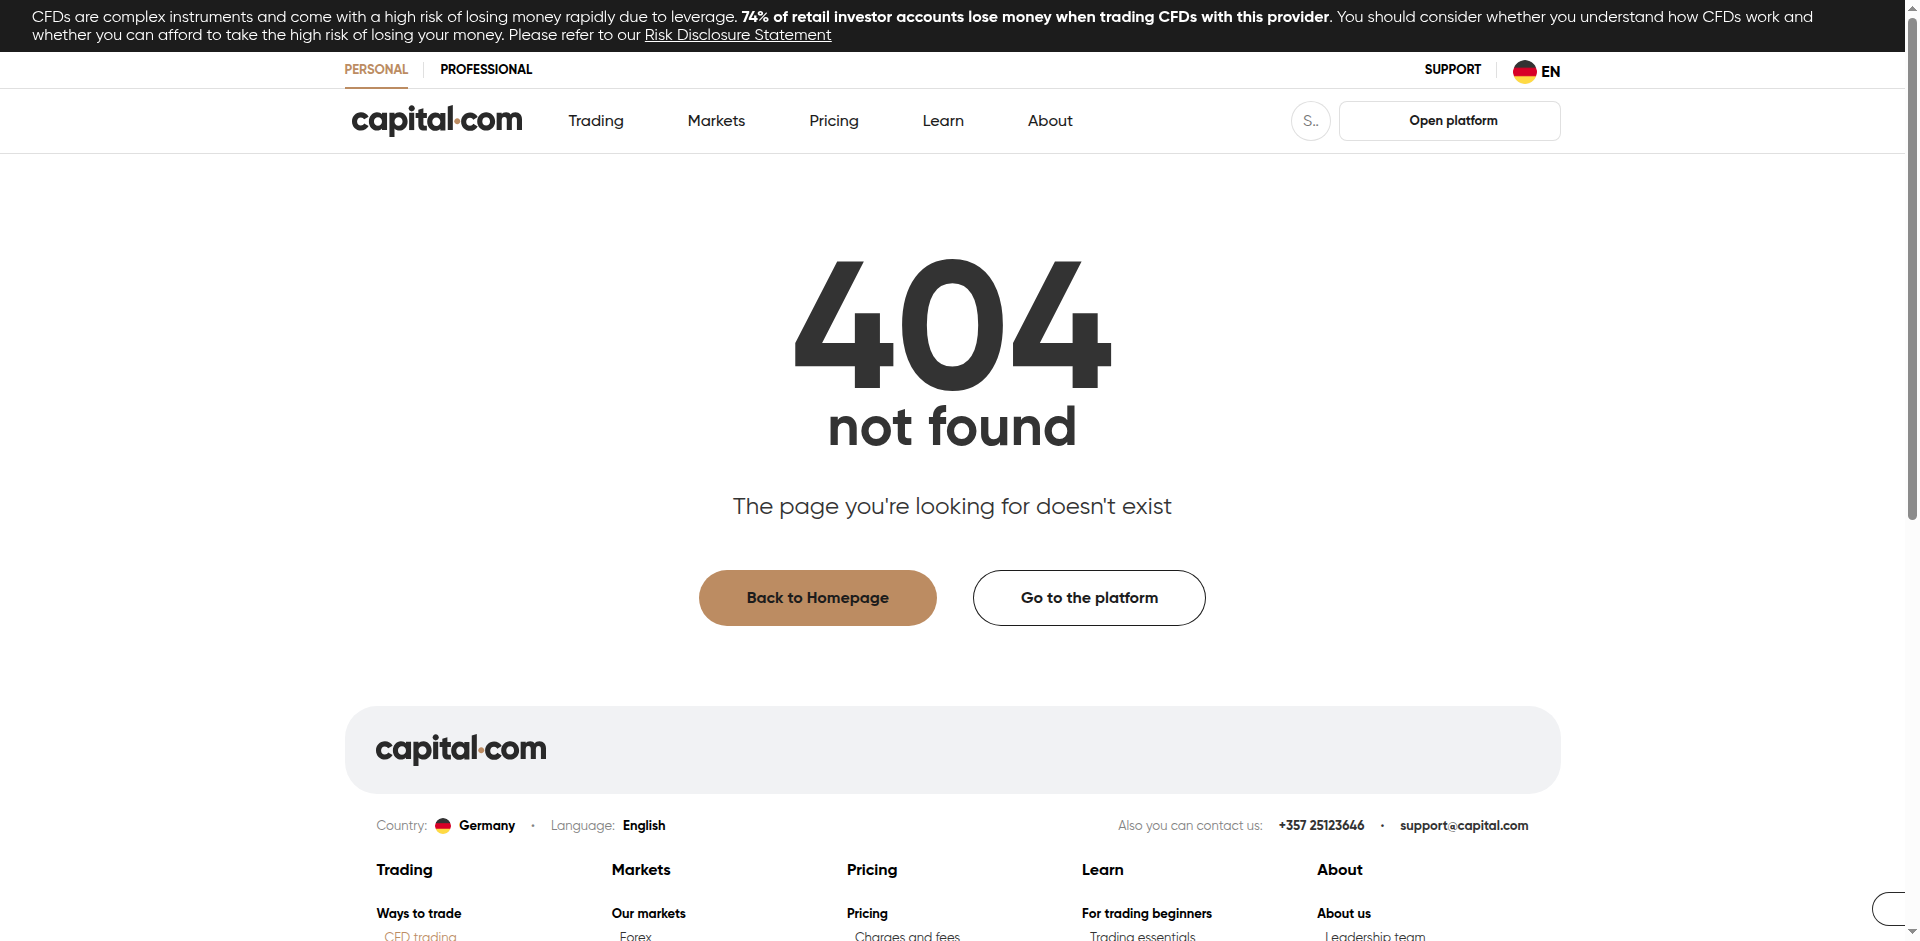 CFDs are complex instruments and come with a high risk of losing money rapidly due to leverage. 74% of retail investor accounts lose money when trading CFDs with this provider. You should consider whether you understand how CFDs work and
whether you can afford to take the high risk of losing your money. Please refer to our Risk Disclosure Statement
PERSONAL PROFESSIONAL SUPPORT EN
capital.com Trading Markets Pricing Learn About S.. Open platform
404
not found
The page you're looking for doesn't exist
Back to Homepage Go to the platform
capital.com
Country: Germany • Language: English Also you can contact us: +357 25123646 • support@capital.com
Trading Markets Pricing Learn About
Ways to trade Our markets Pricing For trading beginners About us
CFD trading Forex Charges and fees Trading essentials Leadership team